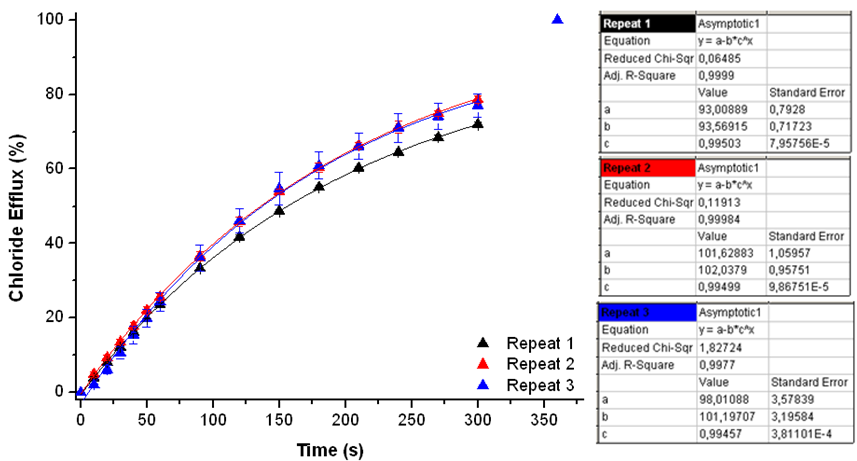 100
80
60
40
20
0
Chloride Efflux (%)
0 50 100 150 200 250 300 350
Time (s)
Repeat 1
Repeat 2
Repeat 3
Repeat 1 Asymptotic1
Equation y = a-b*c^x
Reduced Chi-Sqr 0,06485
Adj. R-Square 0,9999
Value Standard Error
a 93,00889 0,7928
b 93,56915 0,71723
c 0,99503 7,95756E-5
Repeat 2 Asymptotic1
Equation y = a-b*c^x
Reduced Chi-Sqr 0,11913
Adj. R-Square 0,99984
Value Standard Error
a 101,62883 1,05957
b 102,0379 0,95751
c 0,99499 9,86751E-5
Repeat 3 Asymptotic1
Equation y = a-b*c^x
Reduced Chi-Sqr 1,82724
Adj. R-Square 0,9977
Value Standard Error
a 98,01088 3,57839
b 101,19707 3,19584
c 0,99457 3,81101E-4